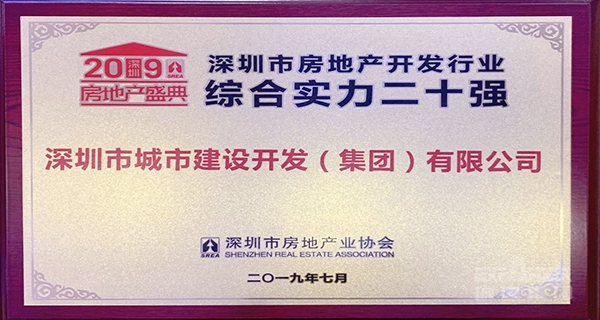 2019
深圳
SREA
房地产盛典
深圳市房地产开发行业
综合实力二十强
深圳市城市建设开发（集团）有限公司
SREA
深圳市房地产业协会
SHENZHEN REAL ESTATE ASSOCIATION
二〇一九年七月